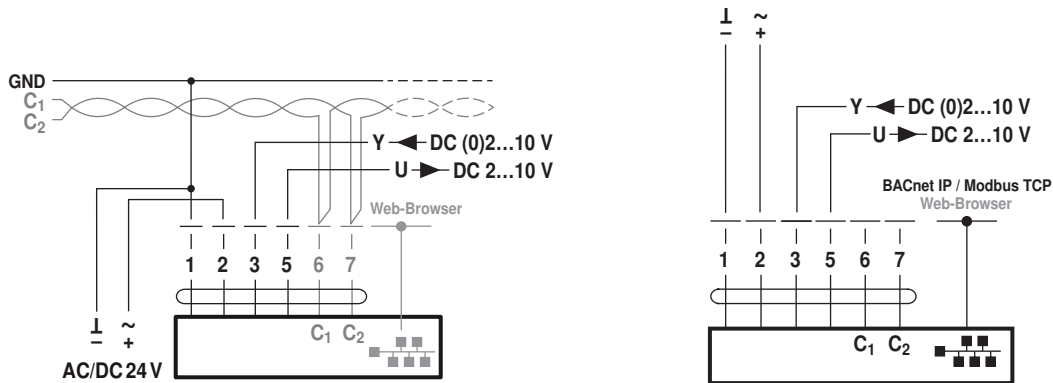 GND
C1
C2
Y DC (0)2...10 V
U DC 2...10 V
Web-Browser
1 2 3 5 6 7
⊥ ~
– +
AC/DC 24 V
C1 C2
⊥ ~
– +
Y DC (0)2...10 V
U DC 2...10 V
BACnet IP / Modbus TCP
Web-Browser
1 2 3 5 6 7
C1 C2